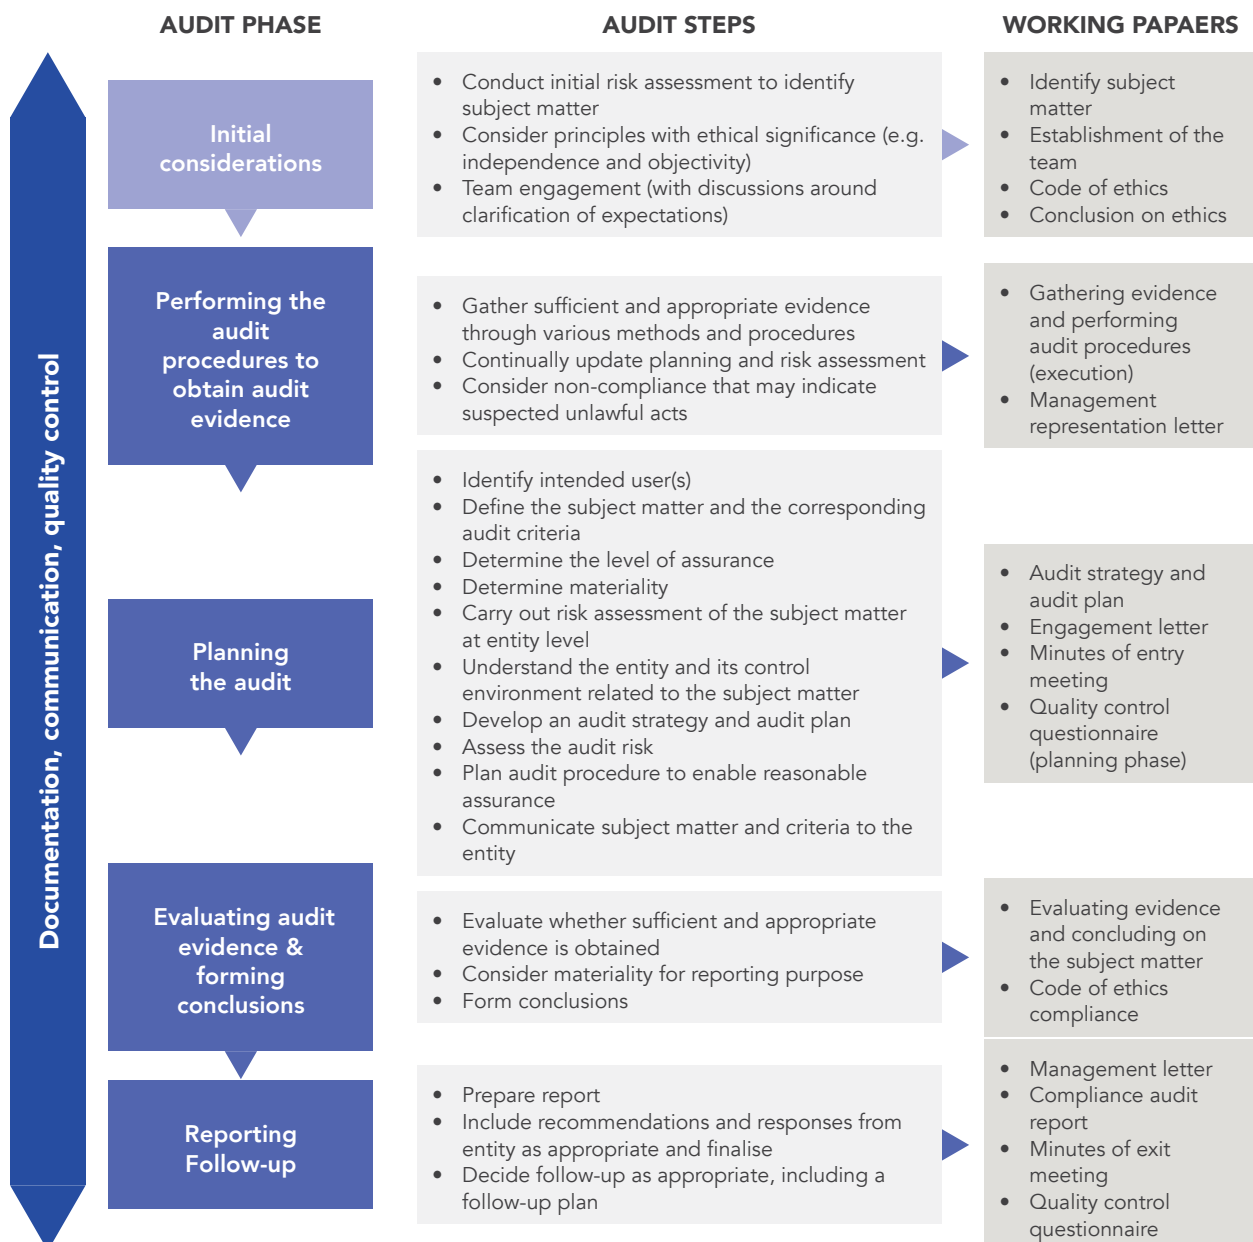 AUDIT PHASE
AUDIT STEPS
WORKING PAPAERS
Documentation, communication, quality control
Initial
considerations
• Conduct initial risk assessment to identify
subject matter
• Consider principles with ethical significance (e.g.
independence and objectivity)
• Team engagement (with discussions around
clarification of expectations)
• Identify subject
matter
• Establishment of the
team
• Code of ethics
• Conclusion on ethics
Performing the
audit
procedures to
obtain audit
evidence
• Gather sufficient and appropriate evidence
through various methods and procedures
• Continually update planning and risk assessment
• Consider non-compliance that may indicate
suspected unlawful acts
• Gathering evidence
and performing
audit procedures
(execution)
• Management
representation letter
Planning
the audit
• Identify intended user(s)
• Define the subject matter and the corresponding
audit criteria
• Determine the level of assurance
• Determine materiality
• Carry out risk assessment of the subject matter
at entity level
• Understand the entity and its control
environment related to the subject matter
• Develop an audit strategy and audit plan
• Assess the audit risk
• Plan audit procedure to enable reasonable
assurance
• Communicate subject matter and criteria to the
entity
• Audit strategy and
audit plan
• Engagement letter
• Minutes of entry
meeting
• Quality control
questionnaire
(planning phase)
Evaluating audit
evidence &
forming
conclusions
• Evaluate whether sufficient and appropriate
evidence is obtained
• Consider materiality for reporting purpose
• Form conclusions
• Evaluating evidence
and concluding on
the subject matter
• Code of ethics
compliance
Reporting
Follow-up
• Prepare report
• Include recommendations and responses from
entity as appropriate and finalise
• Decide follow-up as appropriate, including a
follow-up plan
• Management letter
• Compliance audit
report
• Minutes of exit
meeting
• Quality control
questionnaire